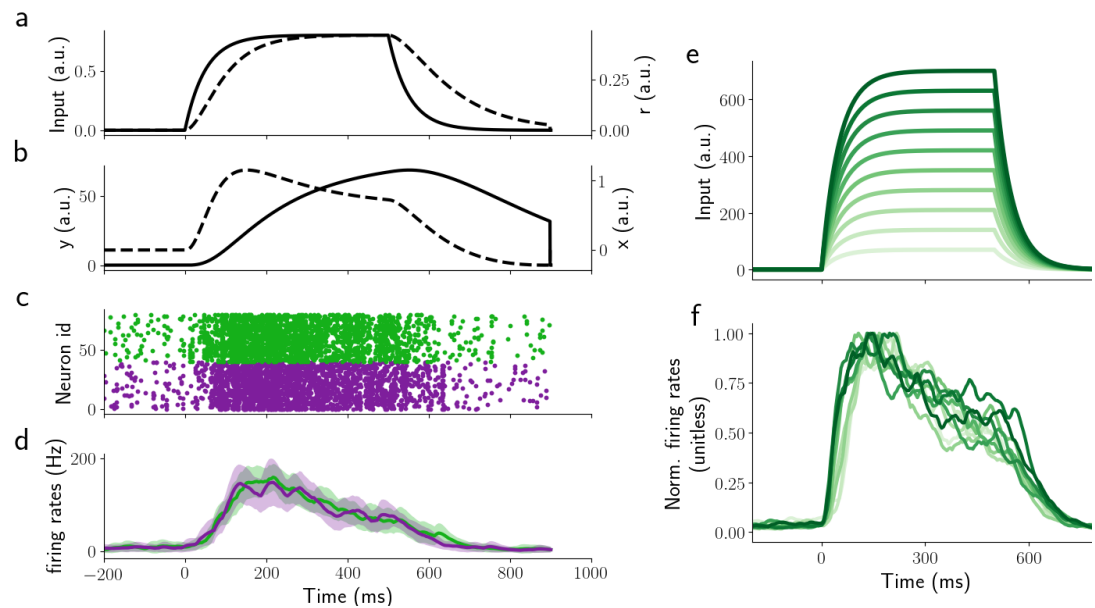 a
Input (a.u.)
0.5
0.0
0.25
0.00
r (a.u.)
b
y (a.u.)
50
0
1
0
x (a.u.)
c
Neuron id
50
0
d
firing rates (Hz)
200
0
-200 0 200 400 600 800 1000
Time (ms)
e
Input (a.u.)
600
400
200
0
f
Norm. firing rates
(unitless)
1.00
0.75
0.50
0.25
0.00
0 300 600
Time (ms)